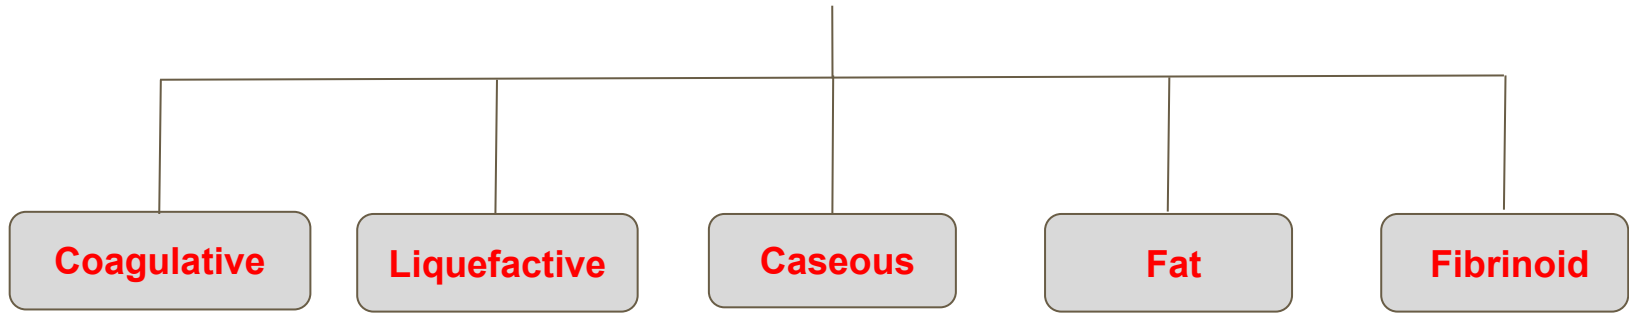 Coagulative
Liquefactive
Caseous
Fat
Fibrinoid